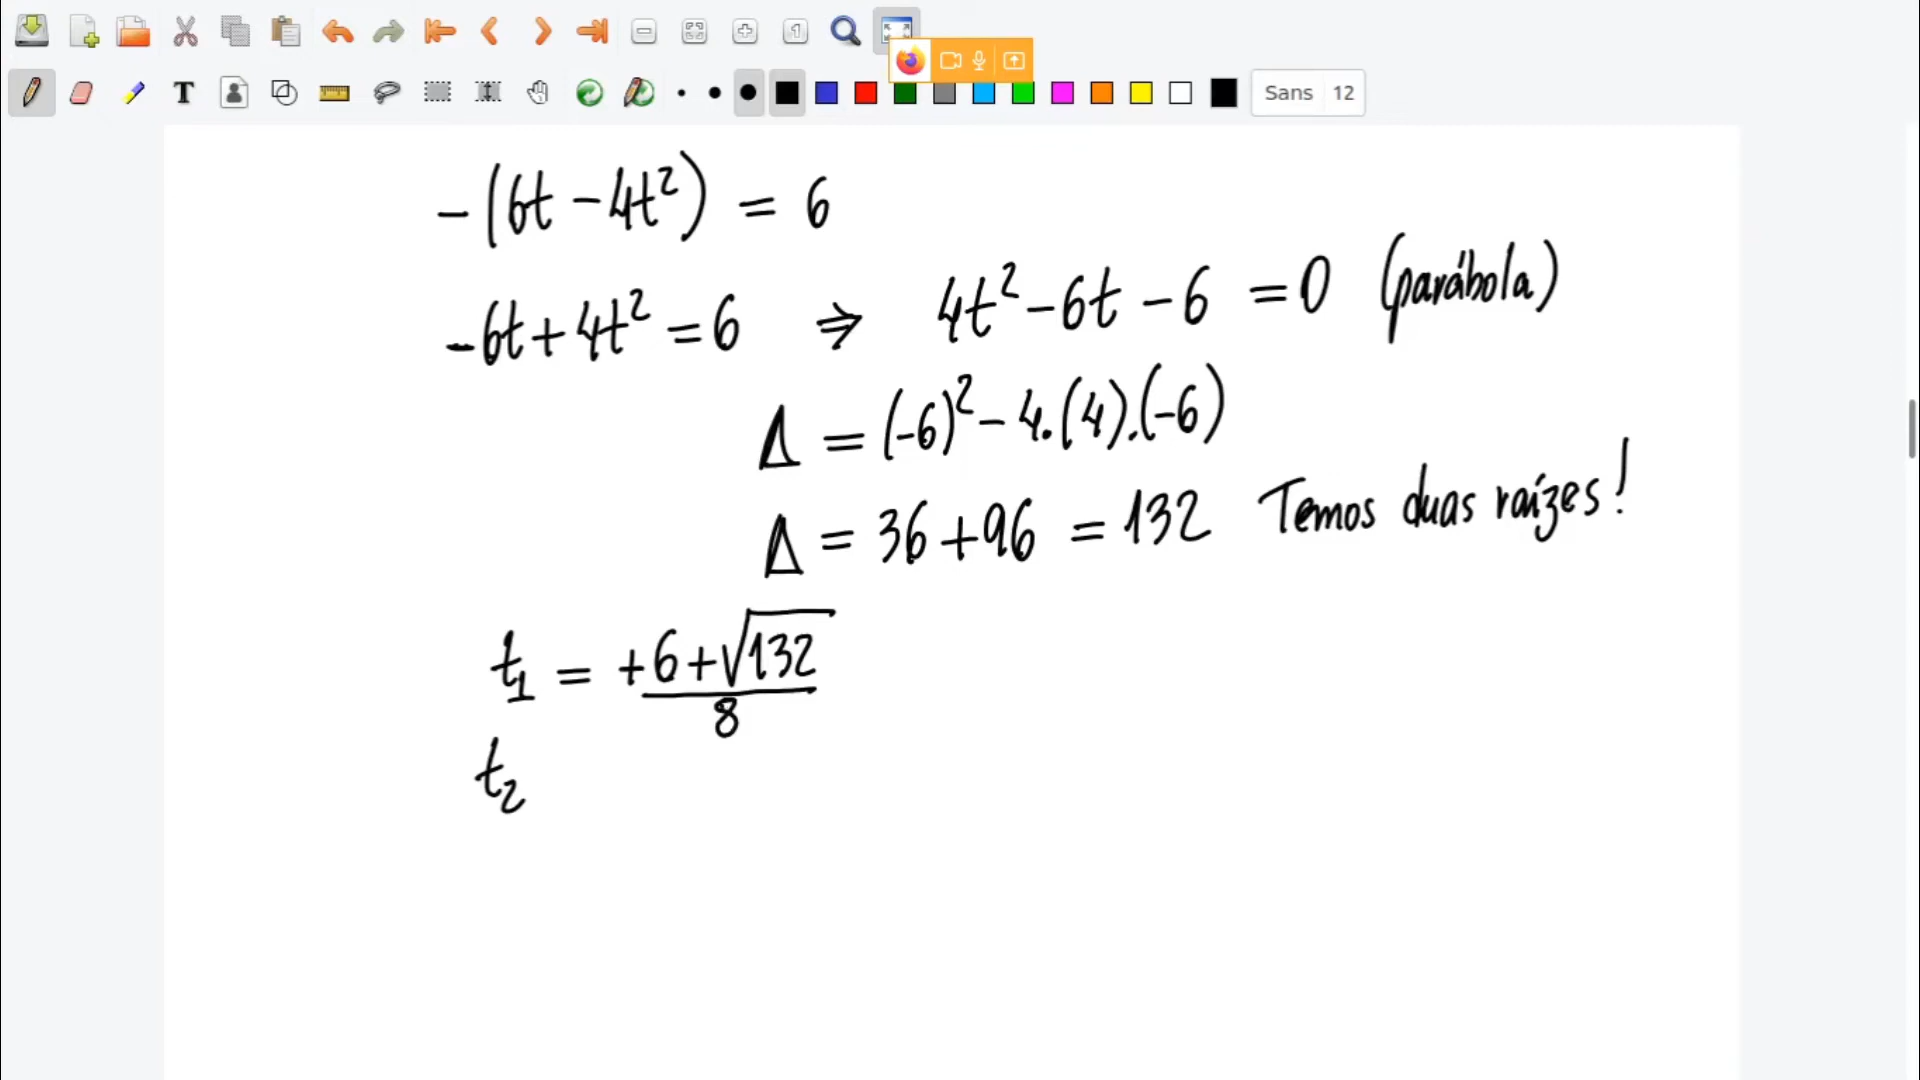 T
1
Sans 12
-(6t - 4t²) = 6
-6t + 4t² = 6 ⇒ 4t² - 6t - 6 = 0 (parábola)
Δ = (-6)² - 4.(4).(-6)
Δ = 36 + 96 = 132 Temos duas raízes!
t₁ = +6+√132
8
t₂